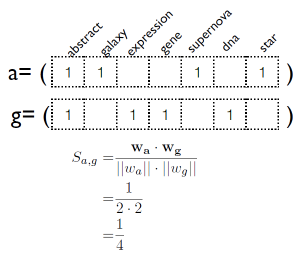 abstract galaxy expression gene supernova dna star
a= ( 1 1 1 1 )
g= ( 1 1 1 1 )
S_{a,g} = \frac{\mathbf{w_a} \cdot \mathbf{w_g}}{||w_a|| \cdot ||w_g||}
= \frac{1}{2 \cdot 2}
= \frac{1}{4}